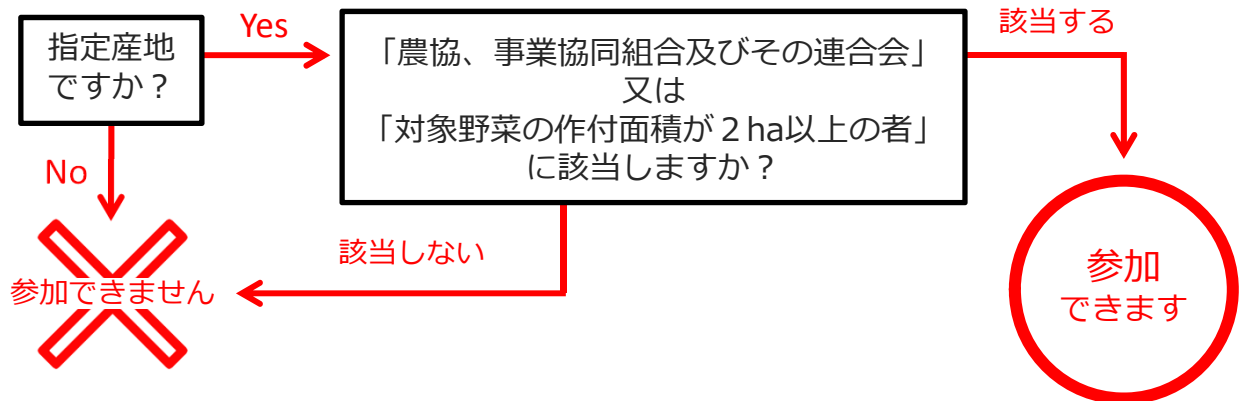 指定産地
ですか？
Yes
「農協、事業協同組合及びその連合会」
又は
「対象野菜の作付面積が２ha以上の者」
に該当しますか？
該当する
No
該当しない
参加できません
参加
できます